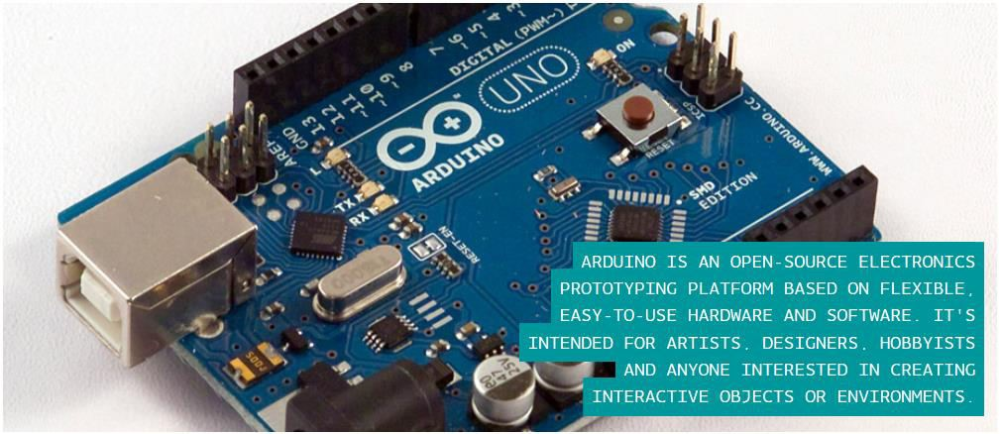 ON
ICSP
DIGITAL (PWM~)
7
~6
~5
4
~3
8
~9
~10
~11
12
13
GND
AREF
UNO
ARDUINO
RESET
WWW.ARDUINO.CC
L
TX
RX
RESET-EN
SMD
EDITION
ARDUINO IS AN OPEN-SOURCE ELECTRONICS
PROTOTYPING PLATFORM BASED ON FLEXIBLE,
EASY-TO-USE HARDWARE AND SOFTWARE. IT'S
INTENDED FOR ARTISTS, DESIGNERS, HOBBYISTS
AND ANYONE INTERESTED IN CREATING
INTERACTIVE OBJECTS OR ENVIRONMENTS.
47
25V